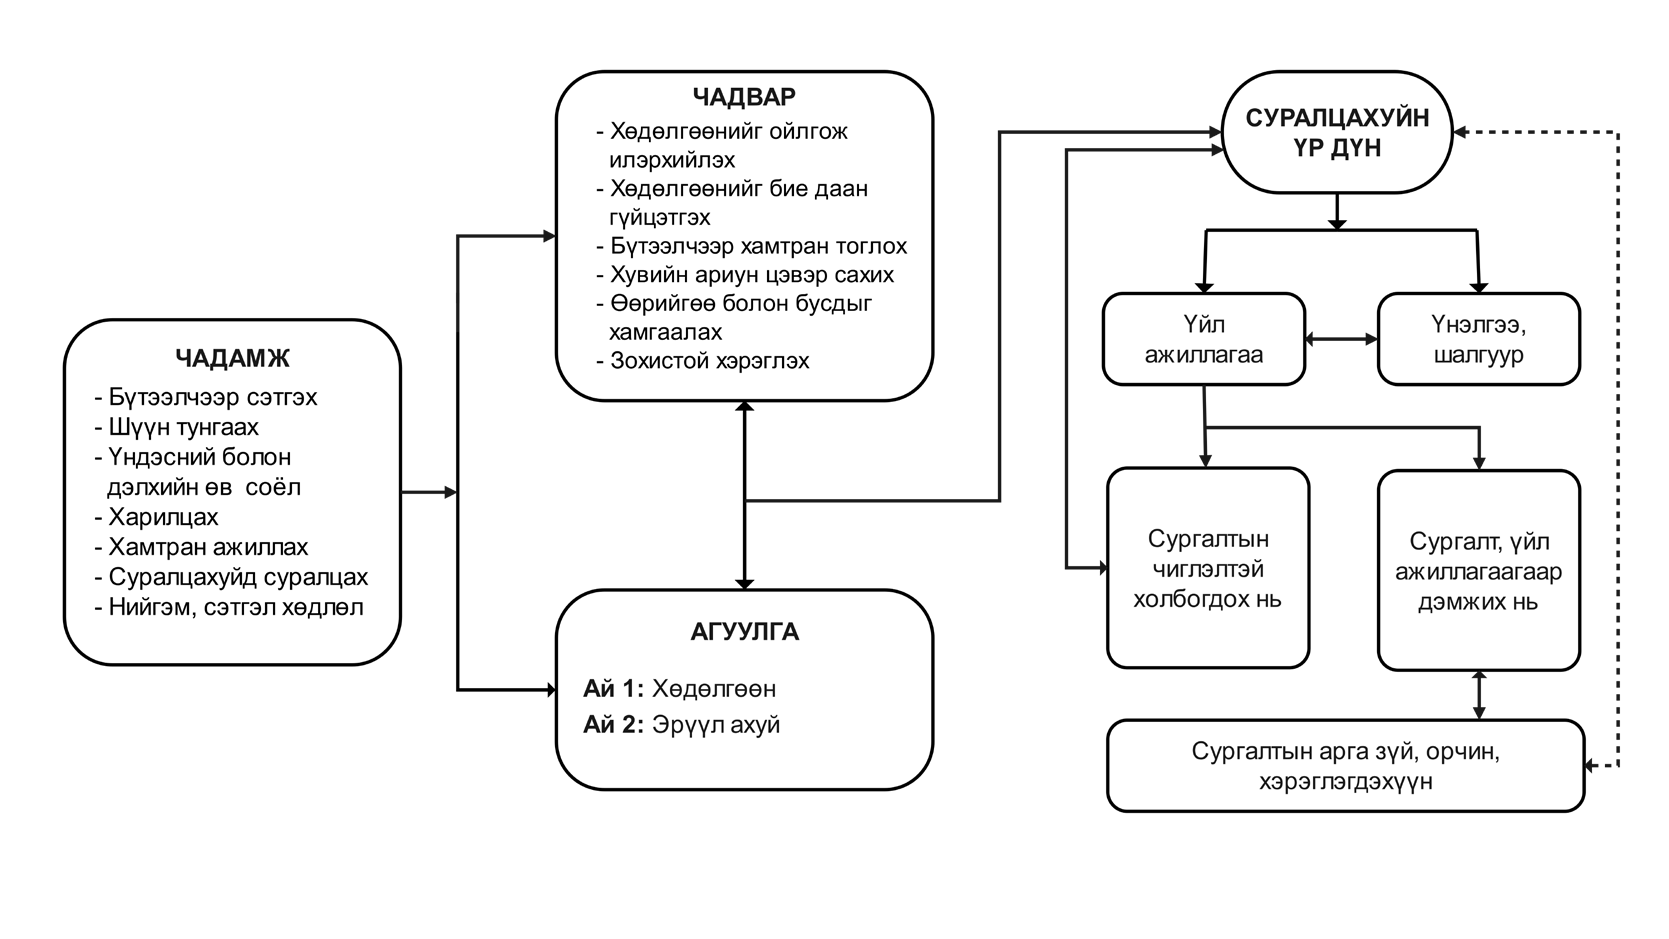 ЧАДАМЖ
- Бүтээлчээр сэтгэх
- Шүүн тунгаах
- Үндэсний болон
дэлхийн өв соёл
- Харилцах
- Хамтран ажиллах
- Суралцахуйд суралцах
- Нийгэм, сэтгэл хөдлөл
ЧАДВАР
- Хөдөлгөөнийг ойлгож
илэрхийлэх
- Хөдөлгөөнийг бие даан
гүйцэтгэх
- Бүтээлчээр хамтран тоглох
- Хувийн ариун цэвэр сахих
- Өөрийгөө болон бусдыг
хамгаалах
- Зохистой хэрэглэх
АГУУЛГА
Ай 1: Хөдөлгөөн
Ай 2: Эрүүл ахуй
СУРАЛЦАХУЙН
ҮР ДҮН
Үйл
ажиллагаа
Үнэлгээ,
шалгуур
Сургалтын
чиглэлтэй
холбогдох нь
Сургалт, үйл
ажиллагаагаар
дэмжих нь
Сургалтын арга зүй, орчин,
хэрэглэгдэхүүн